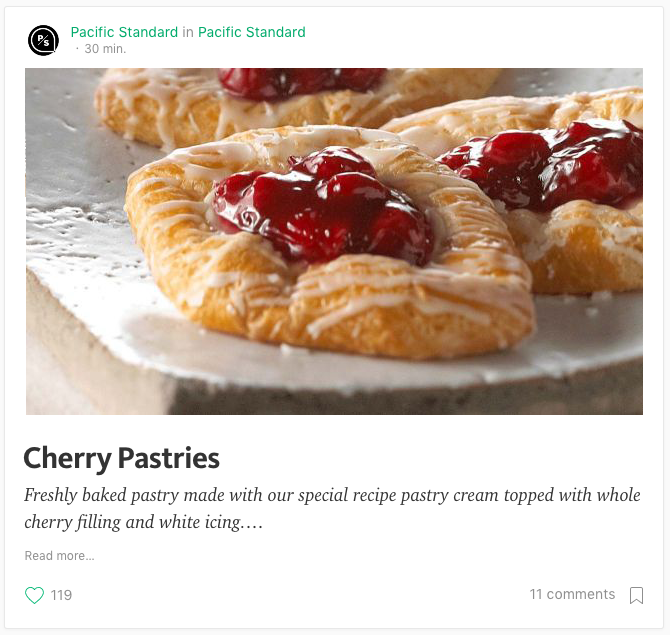 P/S
Pacific Standard in Pacific Standard
· 30 min.
Cherry Pastries
Freshly baked pastry made with our special recipe pastry cream topped with whole
cherry filling and white icing....
Read more...
119
11 comments